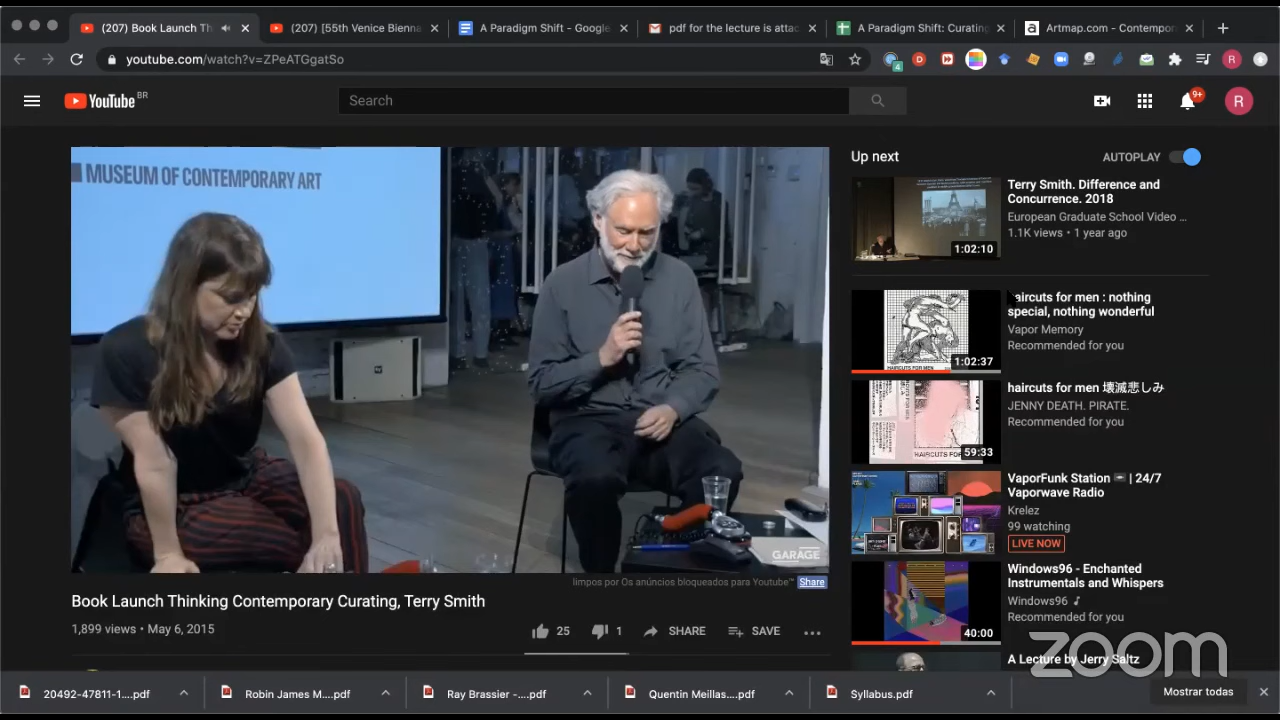 (207) Book Launch Th
(207) [55th Venice Bienna
A Paradigm Shift - Google
pdf for the lecture is attac
A Paradigm Shift: Curating
Artmap.com - Contempor
youtube.com/watch?v=ZPeATGgatSo
4
D
R
YouTube BR
Search
9+
R
MUSEUM OF CONTEMPORARY ART
GARAGE
limpos por Os anúncios bloqueados para Youtube™ Share
Book Launch Thinking Contemporary Curating, Terry Smith
1,899 views • May 6, 2015
25
1
SHARE
SAVE
Up next
AUTOPLAY
Terry Smith. Difference and
Concurrence. 2018
European Graduate School Video ...
1.1K views • 1 year ago
1:02:10
aircuts for men : nothing
special, nothing wonderful
Vapor Memory
Recommended for you
1:02:37
HAIRCUTS FOR MEN
haircuts for men 壊滅悲しみ
JENNY DEATH. PIRATE.
Recommended for you
59:33
HAIRCUTS FOR
VaporFunk Station 📼 | 24/7
Vaporwave Radio
Krelez
99 watching
LIVE NOW
Windows96 - Enchanted
Instrumentals and Whispers
Windows96 ♪
Recommended for you
40:00
A Lecture by Jerry Saltz
zoom
20492-47811-1....pdf
Robin James M....pdf
Ray Brassier -....pdf
Quentin Meillas....pdf
Syllabus.pdf
Mostrar todas